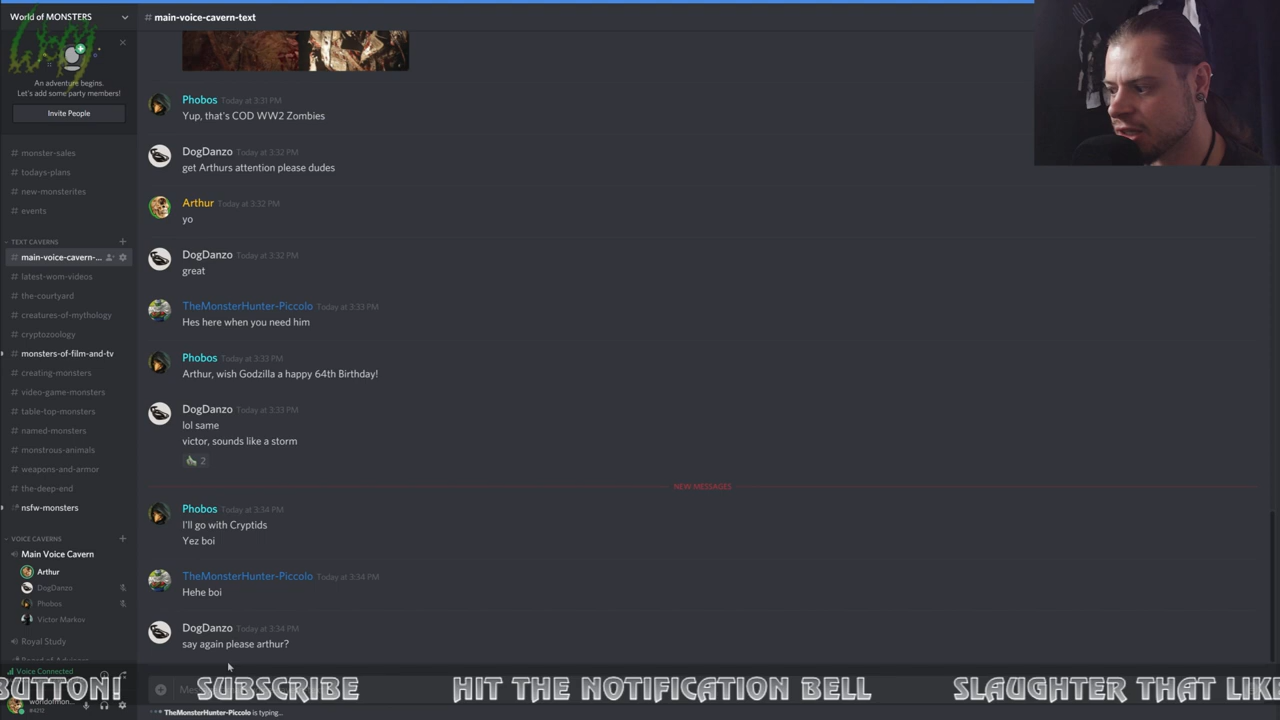 World of MONSTERS
# main-voice-cavern-text
An adventure begins.
Let's add some party members!
Invite People
# monster-sales
# todays-plans
# new-monsterites
# events
TEXT CAVERNS
# main-voice-cavern-...
# latest-wom-videos
# the-courtyard
# creatures-of-mythology
# cryptozoology
# monsters-of-film-and-tv
# creating-monsters
# video-game-monsters
# table-top-monsters
# named-monsters
# monstrous-animals
# weapons-and-armor
# the-deep-end
# nsfw-monsters
VOICE CAVERNS
Main Voice Cavern
Arthur
DogDanzo
Phobos
Victor Markov
Royal Study
Voice Connected
#4212
Phobos Today at 3:31 PM
Yup, that's COD WW2 Zombies
DogDanzo Today at 3:32 PM
get Arthurs attention please dudes
Arthur Today at 3:32 PM
yo
DogDanzo Today at 3:32 PM
great
TheMonsterHunter-Piccolo Today at 3:33 PM
Hes here when you need him
Phobos Today at 3:33 PM
Arthur, wish Godzilla a happy 64th Birthday!
DogDanzo Today at 3:33 PM
lol same
victor, sounds like a storm
2
NEW MESSAGES
Phobos Today at 3:34 PM
I'll go with Cryptids
Yez boi
TheMonsterHunter-Piccolo Today at 3:34 PM
Hehe boi
DogDanzo Today at 3:34 PM
say again please arthur?
BUTTON! SUBSCRIBE HIT THE NOTIFICATION BELL SLAUGHTER THAT LIKE
TheMonsterHunter-Piccolo is typing...